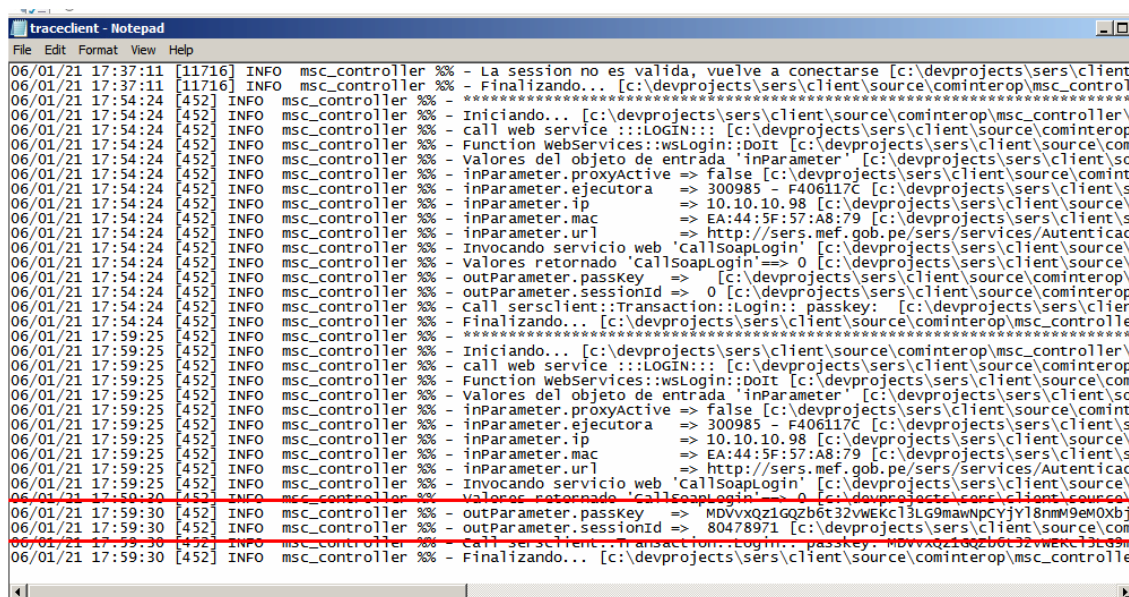 traceclient - Notepad
File Edit Format View Help
06/01/21 17:37:11 [11716] INFO msc_controller %% - La session no es valida, vuelve a conectarse [c:\devprojects\sers\client
06/01/21 17:37:11 [11716] INFO msc_controller %% - Finalizando... [c:\devprojects\sers\client\source\cominterop\msc_control
06/01/21 17:54:24 [452] INFO msc_controller %% - ******************************************************************************
06/01/21 17:54:24 [452] INFO msc_controller %% - Iniciando... [c:\devprojects\sers\client\source\cominterop\msc_controller\
06/01/21 17:54:24 [452] INFO msc_controller %% - call web service :::LOGIN::: [c:\devprojects\sers\client\source\cominterop
06/01/21 17:54:24 [452] INFO msc_controller %% - Function WebServices::wsLogin::DoIt [c:\devprojects\sers\client\source\com
06/01/21 17:54:24 [452] INFO msc_controller %% - Valores del objeto de entrada 'inParameter' [c:\devprojects\sers\client\so
06/01/21 17:54:24 [452] INFO msc_controller %% - inParameter.proxyActive => false [c:\devprojects\sers\client\source\comint
06/01/21 17:54:24 [452] INFO msc_controller %% - inParameter.ejecutora => 300985 - F406117C [c:\devprojects\sers\client\s
06/01/21 17:54:24 [452] INFO msc_controller %% - inParameter.ip => 10.10.10.98 [c:\devprojects\sers\client\source\
06/01/21 17:54:24 [452] INFO msc_controller %% - inParameter.mac => EA:44:5F:57:A8:79 [c:\devprojects\sers\client\s
06/01/21 17:54:24 [452] INFO msc_controller %% - inParameter.url => http://sers.mef.gob.pe/sers/services/Autenticac
06/01/21 17:54:24 [452] INFO msc_controller %% - Invocando servicio web 'CallSoapLogin' [c:\devprojects\sers\client\source\
06/01/21 17:54:24 [452] INFO msc_controller %% - Valores retornado 'CallSoapLogin'==> 0 [c:\devprojects\sers\client\source\
06/01/21 17:54:24 [452] INFO msc_controller %% - outParameter.passKey => [c:\devprojects\sers\client\source\cominterop\
06/01/21 17:54:24 [452] INFO msc_controller %% - outParameter.sessionId => 0 [c:\devprojects\sers\client\source\cominterop
06/01/21 17:54:24 [452] INFO msc_controller %% - Call sersclient::Transaction::Login:: passkey: [c:\devprojects\sers\clien
06/01/21 17:54:24 [452] INFO msc_controller %% - Finalizando... [c:\devprojects\sers\client\source\cominterop\msc_controlle
06/01/21 17:59:25 [452] INFO msc_controller %% - ******************************************************************************
06/01/21 17:59:25 [452] INFO msc_controller %% - Iniciando... [c:\devprojects\sers\client\source\cominterop\msc_controller\
06/01/21 17:59:25 [452] INFO msc_controller %% - call web service :::LOGIN::: [c:\devprojects\sers\client\source\cominterop
06/01/21 17:59:25 [452] INFO msc_controller %% - Function WebServices::wsLogin::DoIt [c:\devprojects\sers\client\source\com
06/01/21 17:59:25 [452] INFO msc_controller %% - Valores del objeto de entrada 'inParameter' [c:\devprojects\sers\client\so
06/01/21 17:59:25 [452] INFO msc_controller %% - inParameter.proxyActive => false [c:\devprojects\sers\client\source\comint
06/01/21 17:59:25 [452] INFO msc_controller %% - inParameter.ejecutora => 300985 - F406117C [c:\devprojects\sers\client\s
06/01/21 17:59:25 [452] INFO msc_controller %% - inParameter.ip => 10.10.10.98 [c:\devprojects\sers\client\source\
06/01/21 17:59:25 [452] INFO msc_controller %% - inParameter.mac => EA:44:5F:57:A8:79 [c:\devprojects\sers\client\s
06/01/21 17:59:25 [452] INFO msc_controller %% - inParameter.url => http://sers.mef.gob.pe/sers/services/Autenticac
06/01/21 17:59:25 [452] INFO msc_controller %% - Invocando servicio web 'CallSoapLogin' [c:\devprojects\sers\client\source\
06/01/21 17:59:30 [452] INFO msc_controller %% - Valores retornado 'CallSoapLogin'==> 0 [c:\devprojects\sers\client\source\
06/01/21 17:59:30 [452] INFO msc_controller %% - outParameter.passKey => MDVvxQz1GQZb6t32vWEKcl3LG9mawNpCYjYl8nmM9eM0Xbj
06/01/21 17:59:30 [452] INFO msc_controller %% - outParameter.sessionId => 80478971 [c:\devprojects\sers\client\source\com
06/01/21 17:59:30 [452] INFO msc_controller %% - Call sersclient::Transaction::Login:: passkey: MDVvxQz1GQZb6t32vWEKcl3LG9m
06/01/21 17:59:30 [452] INFO msc_controller %% - Finalizando... [c:\devprojects\sers\client\source\cominterop\msc_controlle